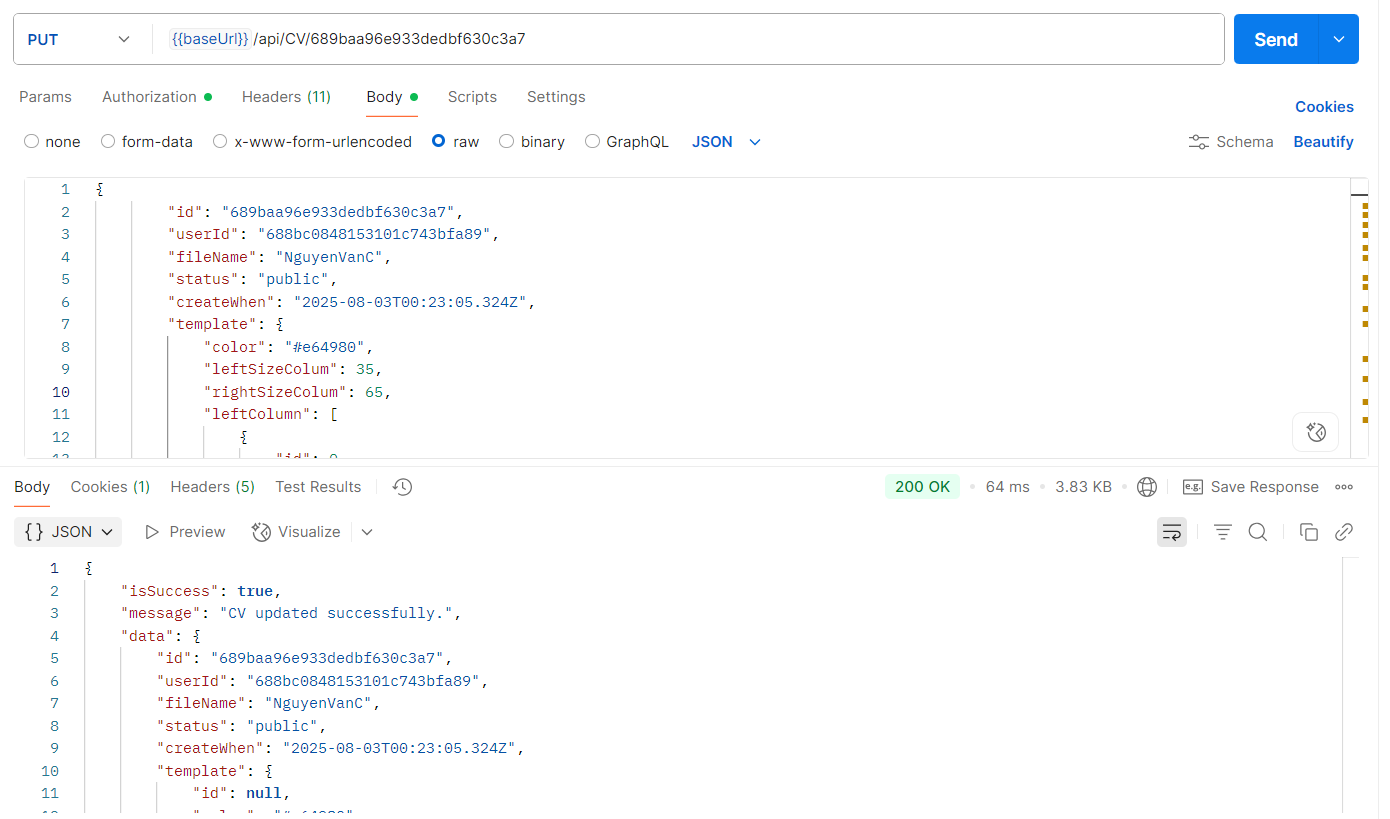 PUT {{baseUrl}} /api/CV/689baa96e933dedbf630c3a7 Send
Params Authorization Headers (11) Body Scripts Settings Cookies
none form-data x-www-form-urlencoded raw binary GraphQL JSON Schema Beautify
1 {
2 "id": "689baa96e933dedbf630c3a7",
3 "userId": "688bc0848153101c743bfa89",
4 "fileName": "NguyenVanC",
5 "status": "public",
6 "createWhen": "2025-08-03T00:23:05.324Z",
7 "template": {
8 "color": "#e64980",
9 "leftSizeColum": 35,
10 "rightSizeColum": 65,
11 "leftColumn": [
12 {
Body Cookies (1) Headers (5) Test Results 200 OK 64 ms 3.83 KB e.g. Save Response
{} JSON Preview Visualize
1 {
2 "isSuccess": true,
3 "message": "CV updated successfully.",
4 "data": {
5 "id": "689baa96e933dedbf630c3a7",
6 "userId": "688bc0848153101c743bfa89",
7 "fileName": "NguyenVanC",
8 "status": "public",
9 "createWhen": "2025-08-03T00:23:05.324Z",
10 "template": {
11 "id": null,